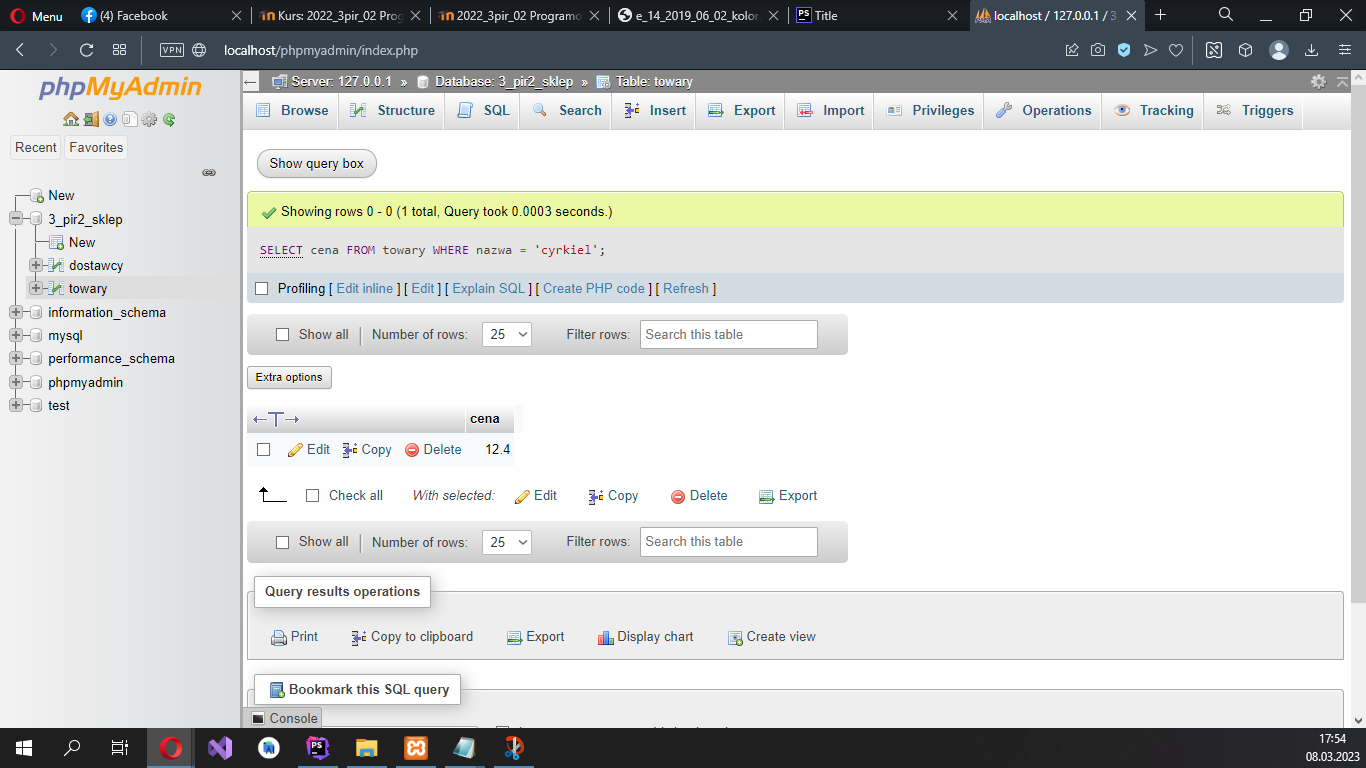 Menu
(4) Facebook
Kurs: 2022_3pir_02 Prog
2022_3pir_02 Programo
e_14_2019_06_02_kolor.
PS Title
localhost / 127.0.0.1 / 3_
VPN localhost/phpmyadmin/index.php
phpMyAdmin
Recent Favorites
New
3_pir2_sklep
New
dostawcy
towary
information_schema
mysql
performance_schema
phpmyadmin
test
Server: 127.0.0.1 » Database: 3_pir2_sklep » Table: towary
Browse Structure SQL Search Insert Export Import Privileges Operations Tracking Triggers
Show query box
Showing rows 0 - 0 (1 total, Query took 0.0003 seconds.)
SELECT cena FROM towary WHERE nazwa = 'cyrkiel';
Profiling [ Edit inline ] [ Edit ] [ Explain SQL ] [ Create PHP code ] [ Refresh ]
Show all Number of rows: 25 Filter rows: Search this table
Extra options
←T→ cena
Edit Copy Delete 12.4
Check all With selected: Edit Copy Delete Export
Show all Number of rows: 25 Filter rows: Search this table
Query results operations
Print Copy to clipboard Export Display chart Create view
Bookmark this SQL query
Console
17:54
08.03.2023